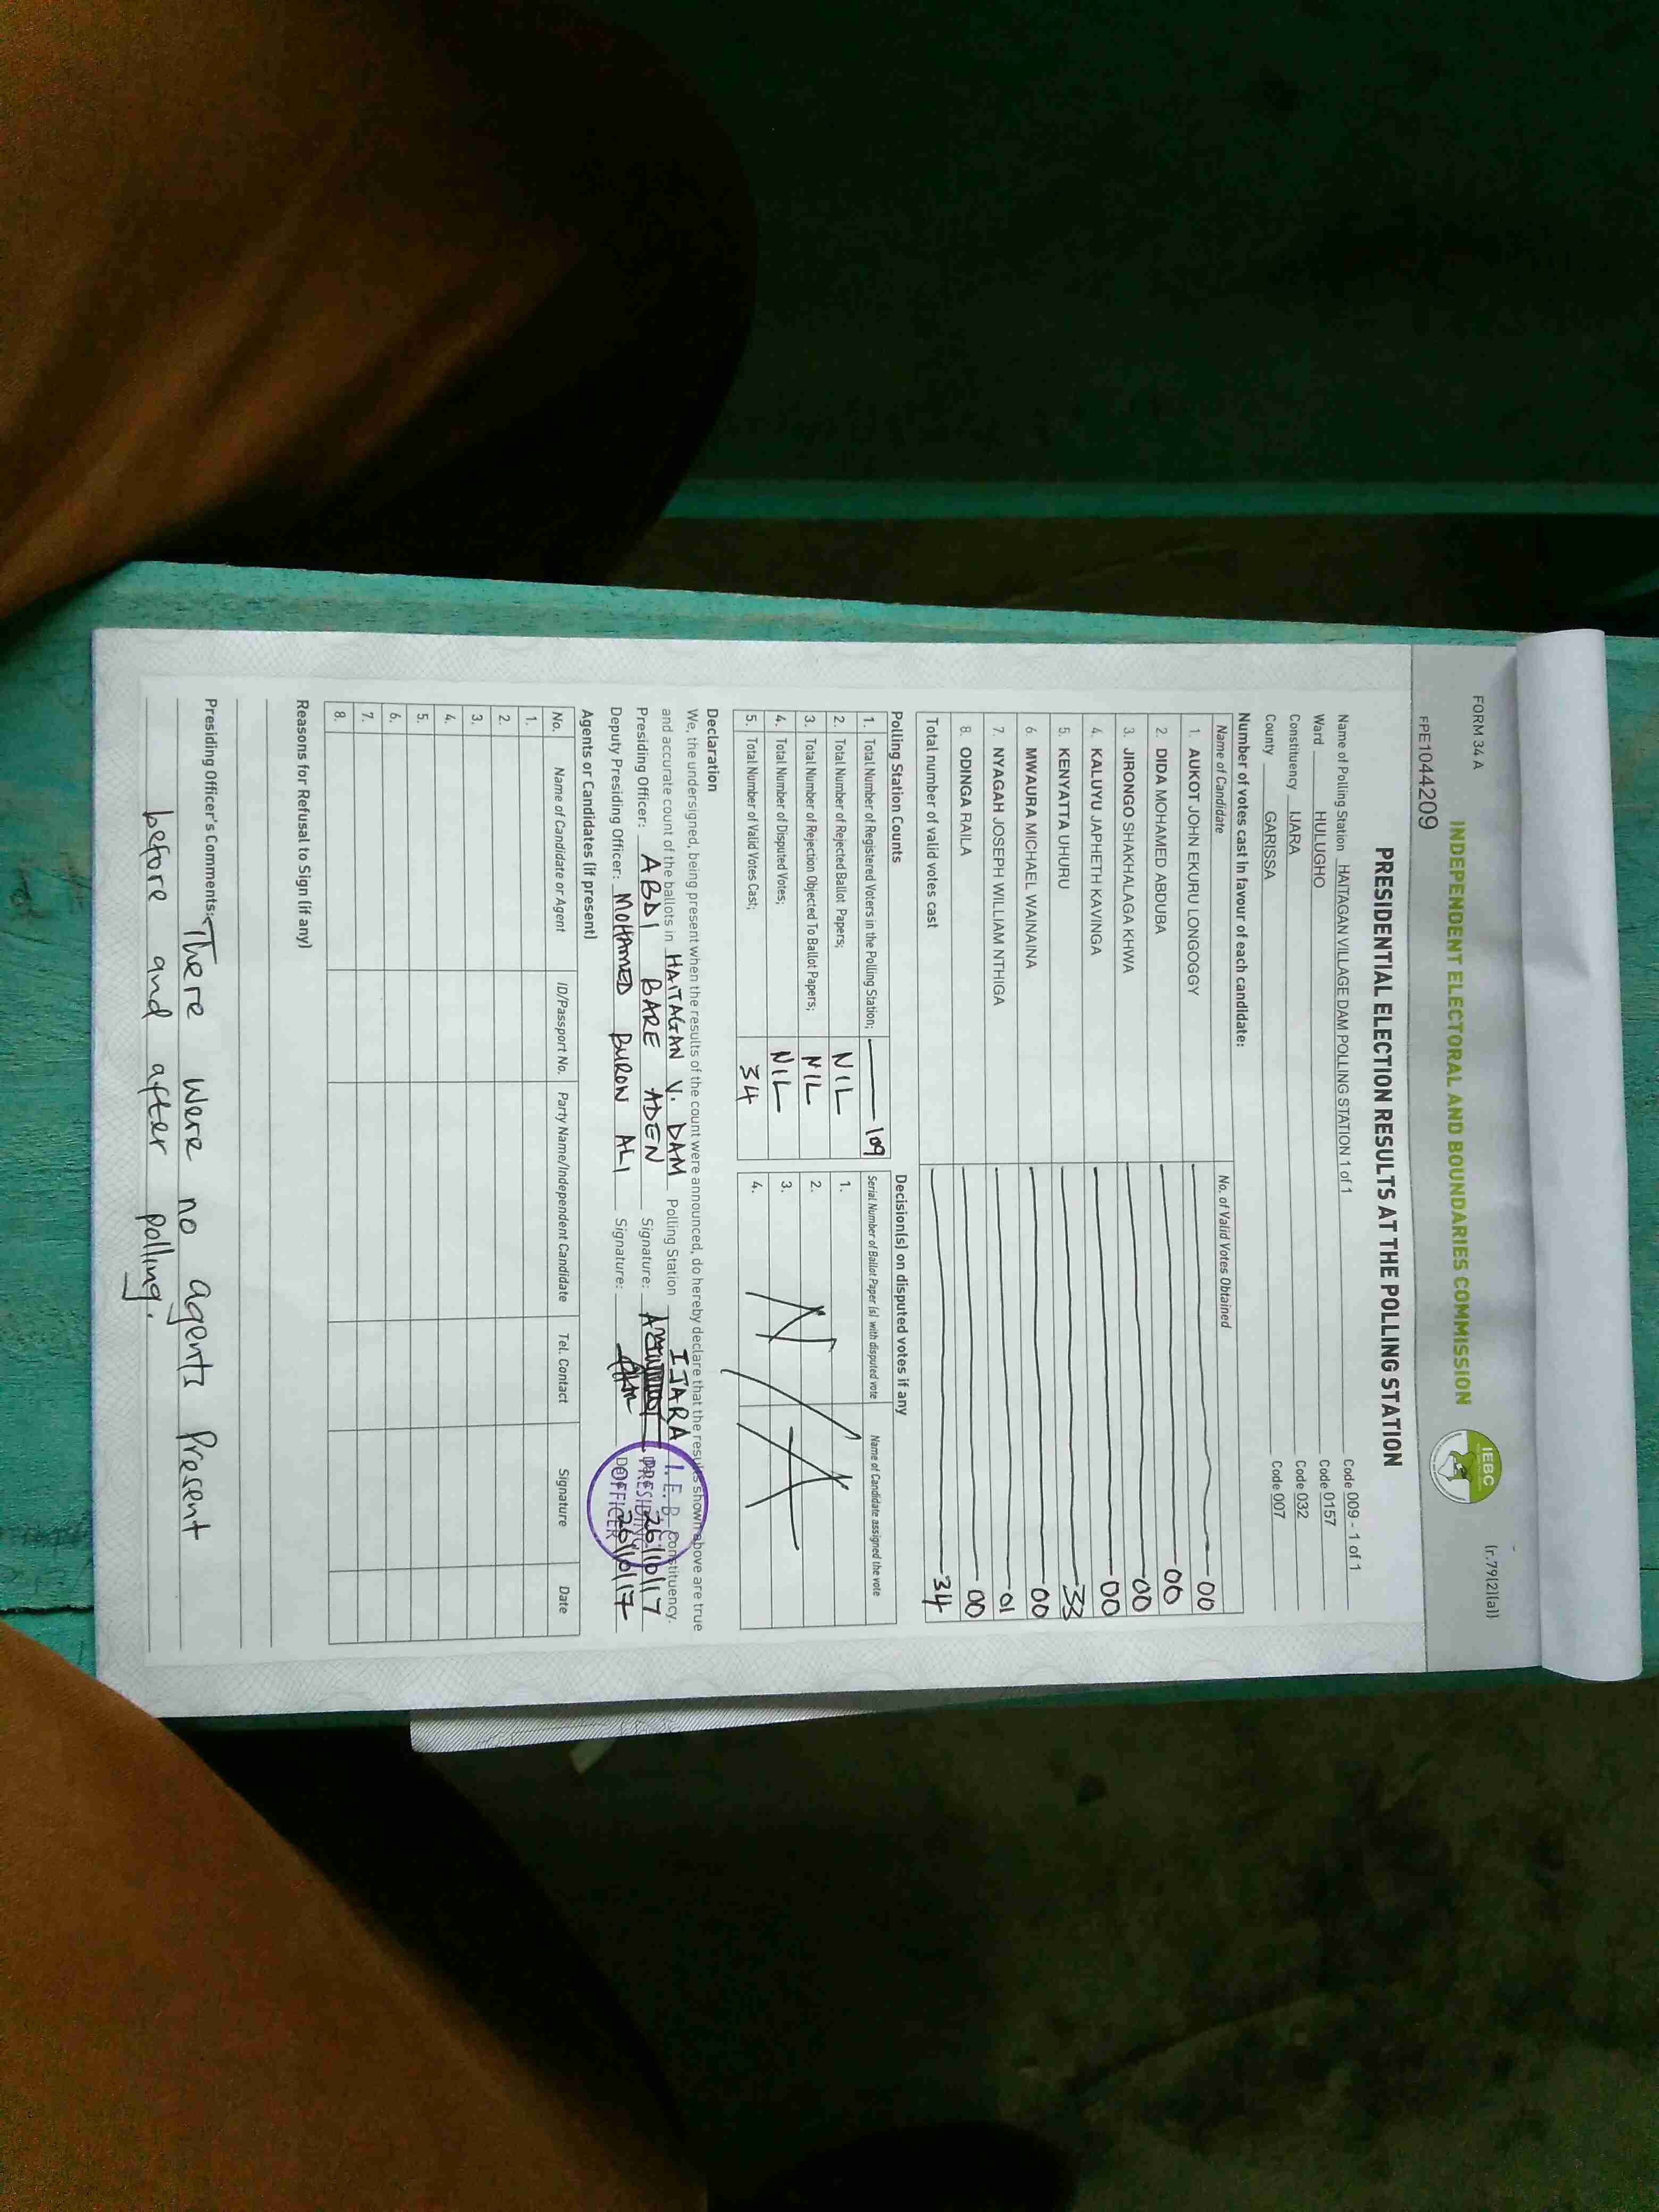 FORM 34 A
(r.79(2)(a))
INDEPENDENT ELECTORAL AND BOUNDARIES COMMISSION
IEBC
FPE1044209
PRESIDENTIAL ELECTION RESULTS AT THE POLLING STATION
Name of Polling Station HAITAGAN VILLAGE DAM POLLING STATION 1 of 1 Code 009 - 1 of 1
Ward HULUGHO Code 0157
Constituency IJARA Code 032
County GARISSA Code 007
Number of votes cast in favour of each candidate:
Name of Candidate No. of Valid Votes Obtained
1. AUKOT JOHN EKURU LONGOGGY 00
2. DIDA MOHAMED ABDUBA 00
3. JIRONGO SHAKHALAGA KHWA 00
4. KALUYU JAPHETH KAVINGA 00
5. KENYATTA UHURU 33
6. MWAURA MICHAEL WAINAINA 00
7. NYAGAH JOSEPH WILLIAM NTHIGA 01
8. ODINGA RAILA 00
Total number of valid votes cast 34
Polling Station Counts
1. Total Number of Registered Voters in the Polling Station; 109
2. Total Number of Rejected Ballot Papers; NIL
3. Total Number of Rejection Objected To Ballot Papers; NIL
4. Total Number of Disputed Votes; NIL
5. Total Number of Valid Votes Cast; 34
Decision(s) on disputed votes if any
Serial Number of Ballot Paper (s) with disputed vote Name of Candidate assigned the vote
1.
2.
3.
4.
N/A
Declaration
We, the undersigned, being present when the results of the count were announced, do hereby declare that the results shown above are true
and accurate count of the ballots in HAITAGAN V. DAM Polling Station IJARA Constituency.
Presiding Officer: ABDI BARE ADEN Signature: Date 26/10/17
Deputy Presiding Officer: MOHAMED BURON ALI Signature: Date 26/10/17
I.E.B.
PRESIDING
OFFICER
Agents or Candidates (if present)
No. Name of Candidate or Agent ID/Passport No. Party Name/Independent Candidate Tel. Contact Signature Date
1.
2.
3.
4.
5.
6.
7.
8.
Reasons for Refusal to Sign (if any)
Presiding Officer's Comments: There were no agents Present
before and after polling.